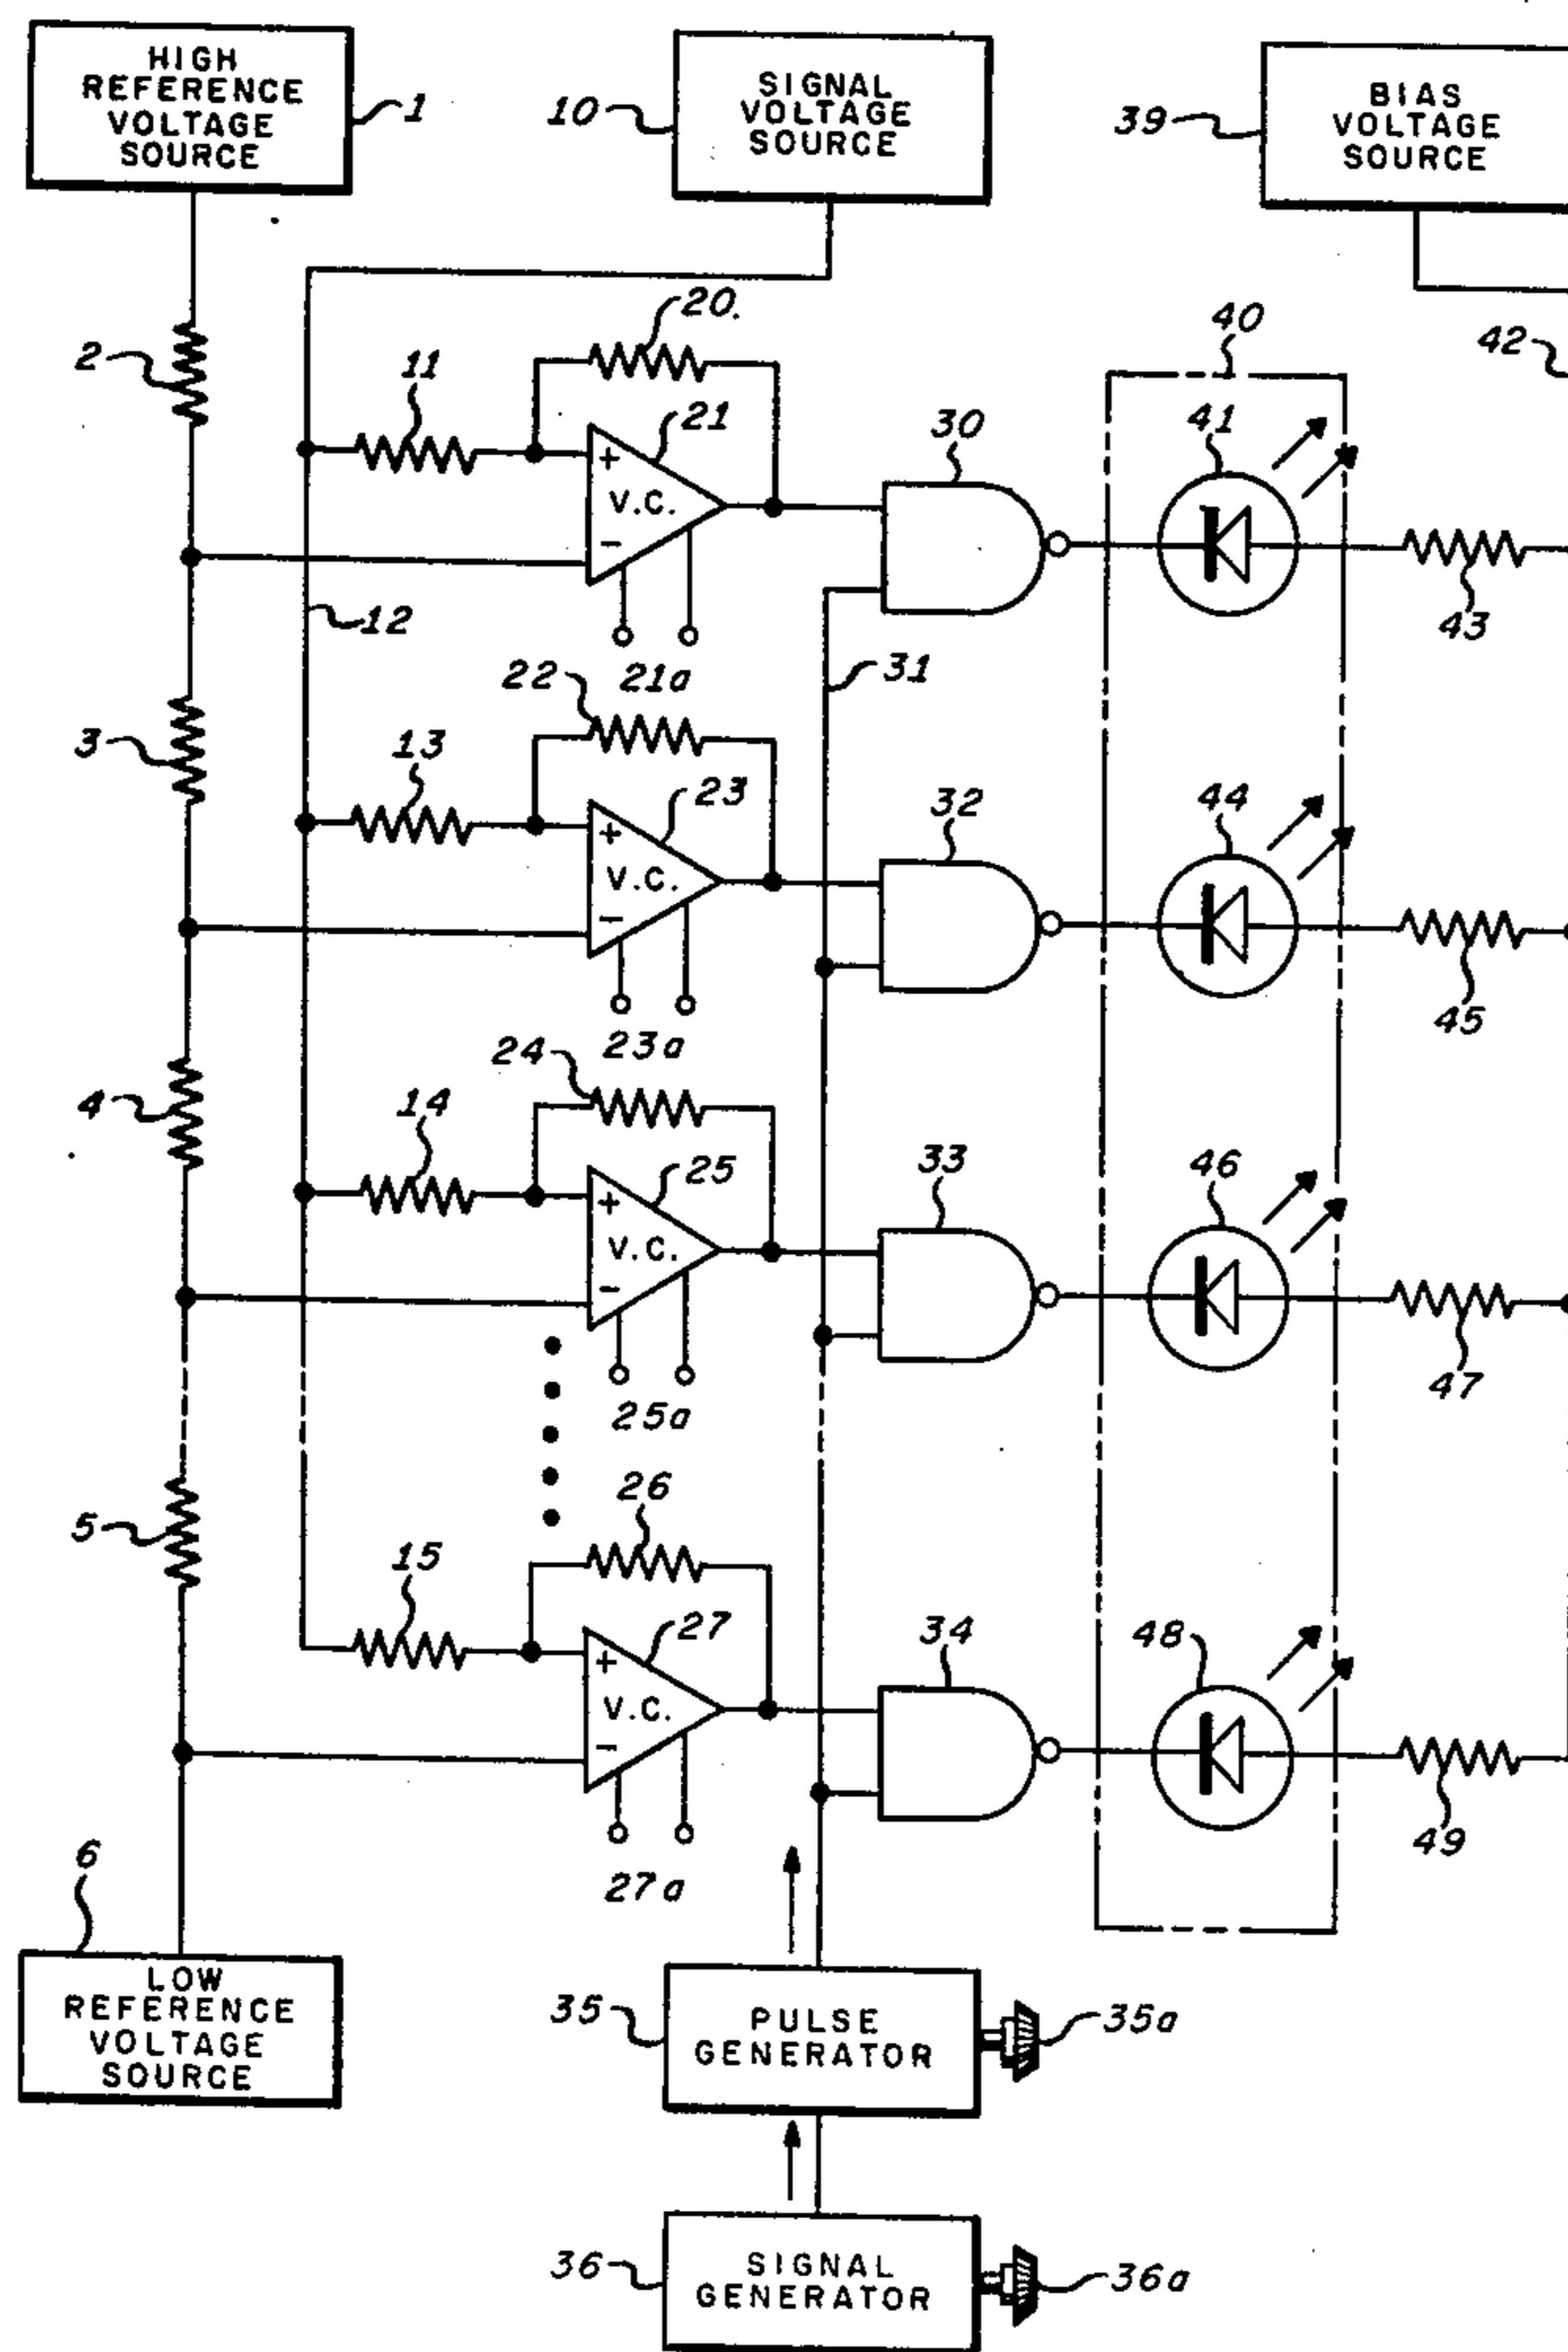 HIGH
REFERENCE
VOLTAGE
SOURCE
1
10
SIGNAL
VOLTAGE
SOURCE
39
BIAS
VOLTAGE
SOURCE
20.
40
42
2
11
21
30
41
+
V.C.
-
12
43
22
21a
31
3
13
23
32
44
+
V.C.
-
45
24
23a
4
14
25
33
46
+
V.C.
-
47
25a
5
26
15
27
34
48
+
V.C.
-
49
6
27a
LOW
REFERENCE
VOLTAGE
SOURCE
35
PULSE
GENERATOR
35a
36
SIGNAL
GENERATOR
36a